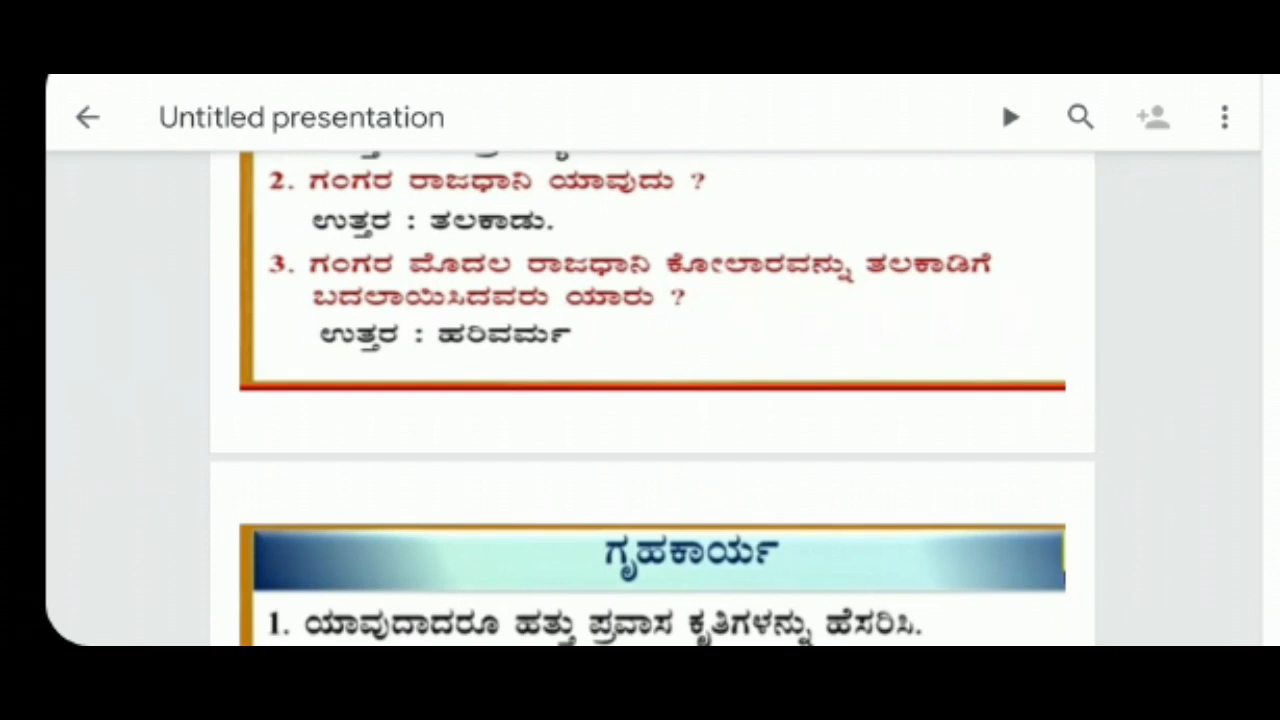 Untitled presentation
2. ಗಂಗರ ರಾಜಧಾನಿ ಯಾವುದು ?
ಉತ್ತರ : ತಲಕಾಡು.
3. ಗಂಗರ ಮೊದಲ ರಾಜಧಾನಿ ಕೋಲಾರವನ್ನು ತಲಕಾಡಿಗೆ
ಬದಲಾಯಿಸಿದವರು ಯಾರು ?
ಉತ್ತರ : ಹರಿವರ್ಮ
ಗೃಹಕಾರ್ಯ
1. ಯಾವುದಾದರೂ ಹತ್ತು ಪ್ರವಾಸ ಕೃತಿಗಳನ್ನು ಹೆಸರಿಸಿ.